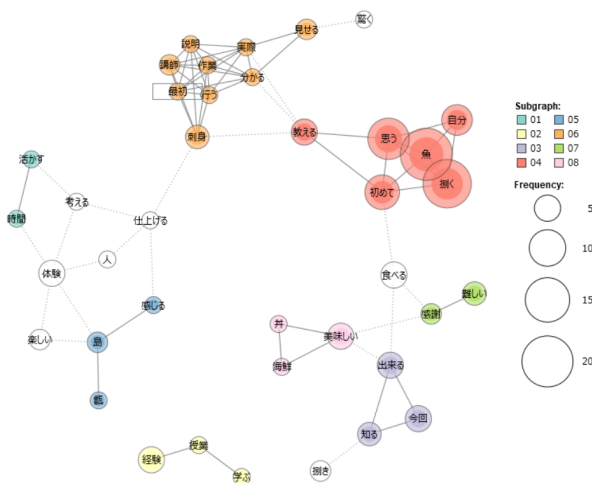 驚く
見せる
説明
実際
講師
作業
分かる
最初
行う
刺身
教える
思う
自分
魚
捌く
初めて
活かす
時間
考える
仕上げる
体験
人
感じる
楽しい
島
食べる
難しい
感謝
丼
美味しい
海鮮
出来る
今回
知る
捌き
経験
授業
学ぶ
Subgraph:
01
05
02
06
03
07
04
08
Frequency:
5
10
15
20